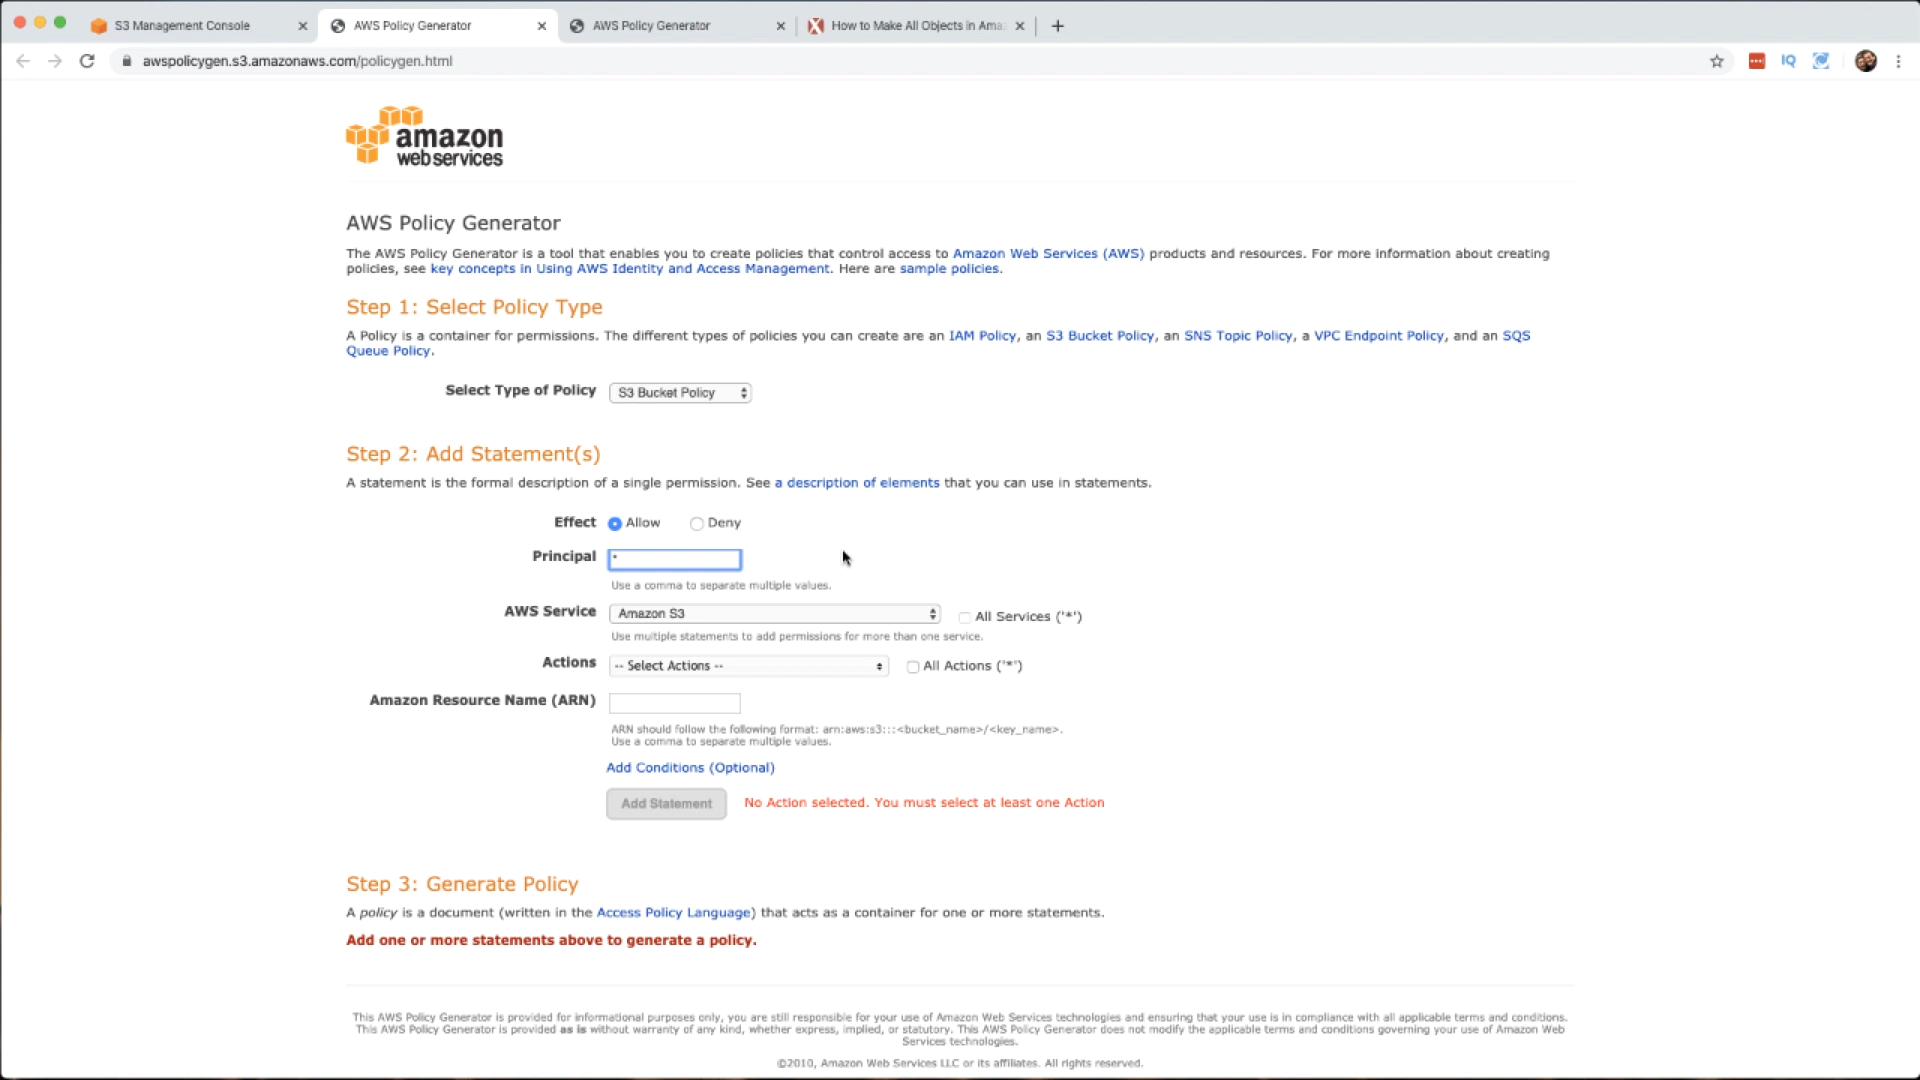 S3 Management Console
AWS Policy Generator
AWS Policy Generator
How to Make All Objects in Ama
awspolicygen.s3.amazonaws.com/policygen.html
IQ
amazon
webservices
AWS Policy Generator
The AWS Policy Generator is a tool that enables you to create policies that control access to Amazon Web Services (AWS) products and resources. For more information about creating
policies, see key concepts in Using AWS Identity and Access Management. Here are sample policies.
Step 1: Select Policy Type
A Policy is a container for permissions. The different types of policies you can create are an IAM Policy, an S3 Bucket Policy, an SNS Topic Policy, a VPC Endpoint Policy, and an SQS
Queue Policy.
Select Type of Policy S3 Bucket Policy
Step 2: Add Statement(s)
A statement is the formal description of a single permission. See a description of elements that you can use in statements.
Effect Allow Deny
Principal *
Use a comma to separate multiple values.
AWS Service Amazon S3 All Services ('*')
Use multiple statements to add permissions for more than one service.
Actions -- Select Actions -- All Actions ('*')
Amazon Resource Name (ARN)
ARN should follow the following format: arn:aws:s3:::<bucket_name>/<key_name>.
Use a comma to separate multiple values.
Add Conditions (Optional)
Add Statement No Action selected. You must select at least one Action
Step 3: Generate Policy
A policy is a document (written in the Access Policy Language) that acts as a container for one or more statements.
Add one or more statements above to generate a policy.
This AWS Policy Generator is provided for informational purposes only, you are still responsible for your use of Amazon Web Services technologies and ensuring that your use is in compliance with all applicable terms and conditions.
This AWS Policy Generator is provided as is without warranty of any kind, whether express, implied, or statutory. This AWS Policy Generator does not modify the applicable terms and conditions governing your use of Amazon Web
Services technologies.
©2010, Amazon Web Services LLC or its affiliates. All rights reserved.